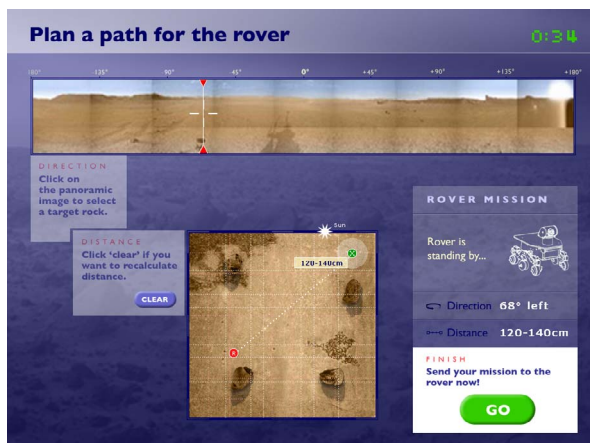 Plan a path for the rover
0:34
-180° -135° -90° -45° 0° +45° +90° +135° +180°
DIRECTION
Click on
the panoramic
image to select
a target rock.
DISTANCE
Click 'clear' if you
want to recalculate
distance.
CLEAR
Sun
120-140cm
R
ROVER MISSION
Rover is
standing by...
Direction 68° left
Distance 120-140cm
FINISH
Send your mission to the
rover now!
GO